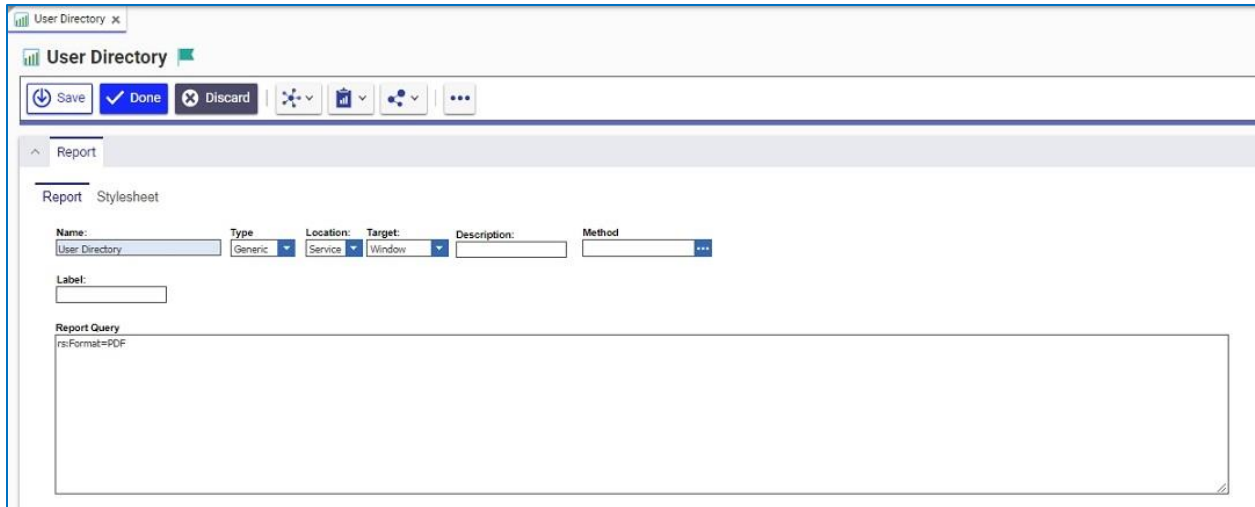 User Directory x
User Directory
Save Done Discard
Report
Report Stylesheet
Name: Type Location: Target: Description: Method
User Directory Generic Service Window
Label:
Report Query
rs:Format=PDF